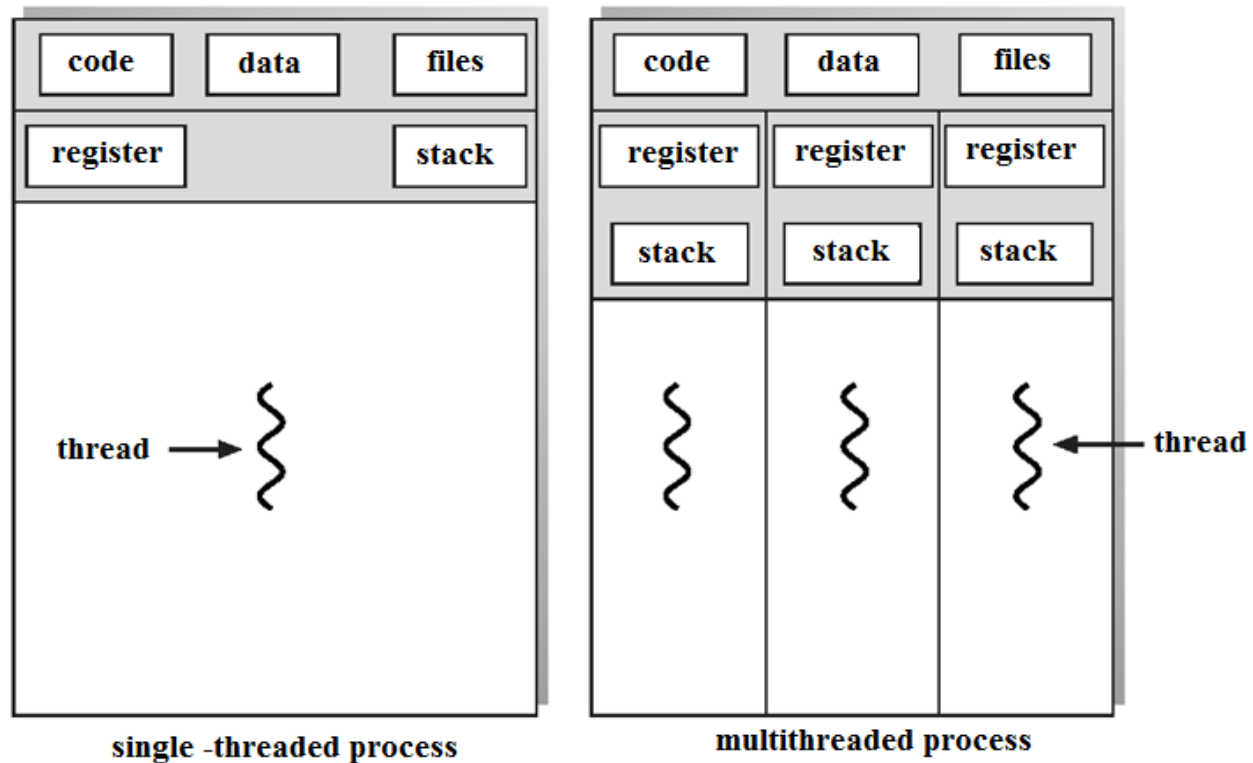 code data files
register stack
thread
single -threaded process
code data files
register register register
stack stack stack
thread
multithreaded process